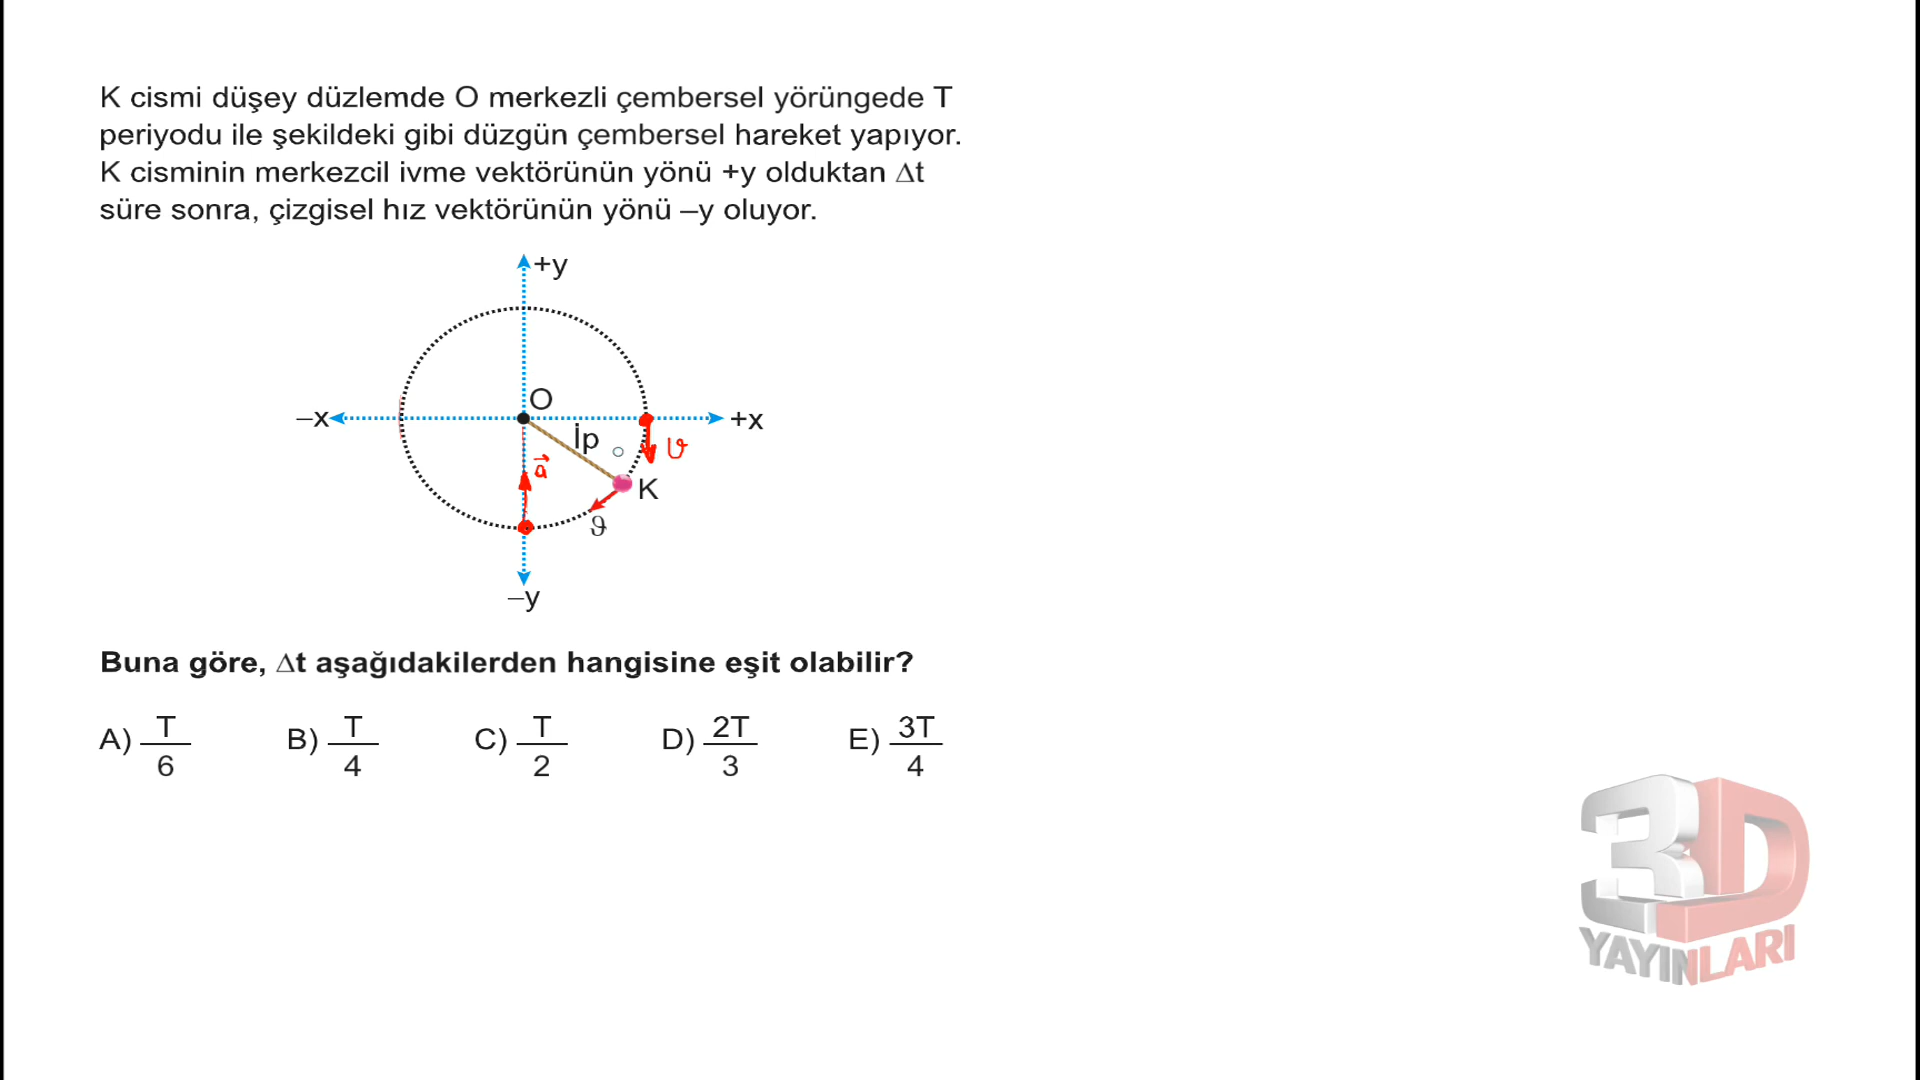 K cismi düşey düzlemde O merkezli çembersel yörüngede T
periyodu ile şekildeki gibi düzgün çembersel hareket yapıyor.
K cisminin merkezcil ivme vektörünün yönü +y olduktan Δt
süre sonra, çizgisel hız vektörünün yönü –y oluyor.
+y
O
–x
+x
İp
ϑ
a
K
ϑ
–y
Buna göre, Δt aşağıdakilerden hangisine eşit olabilir?
A) T/6 B) T/4 C) T/2 D) 2T/3 E) 3T/4
3D
YAYINLARI